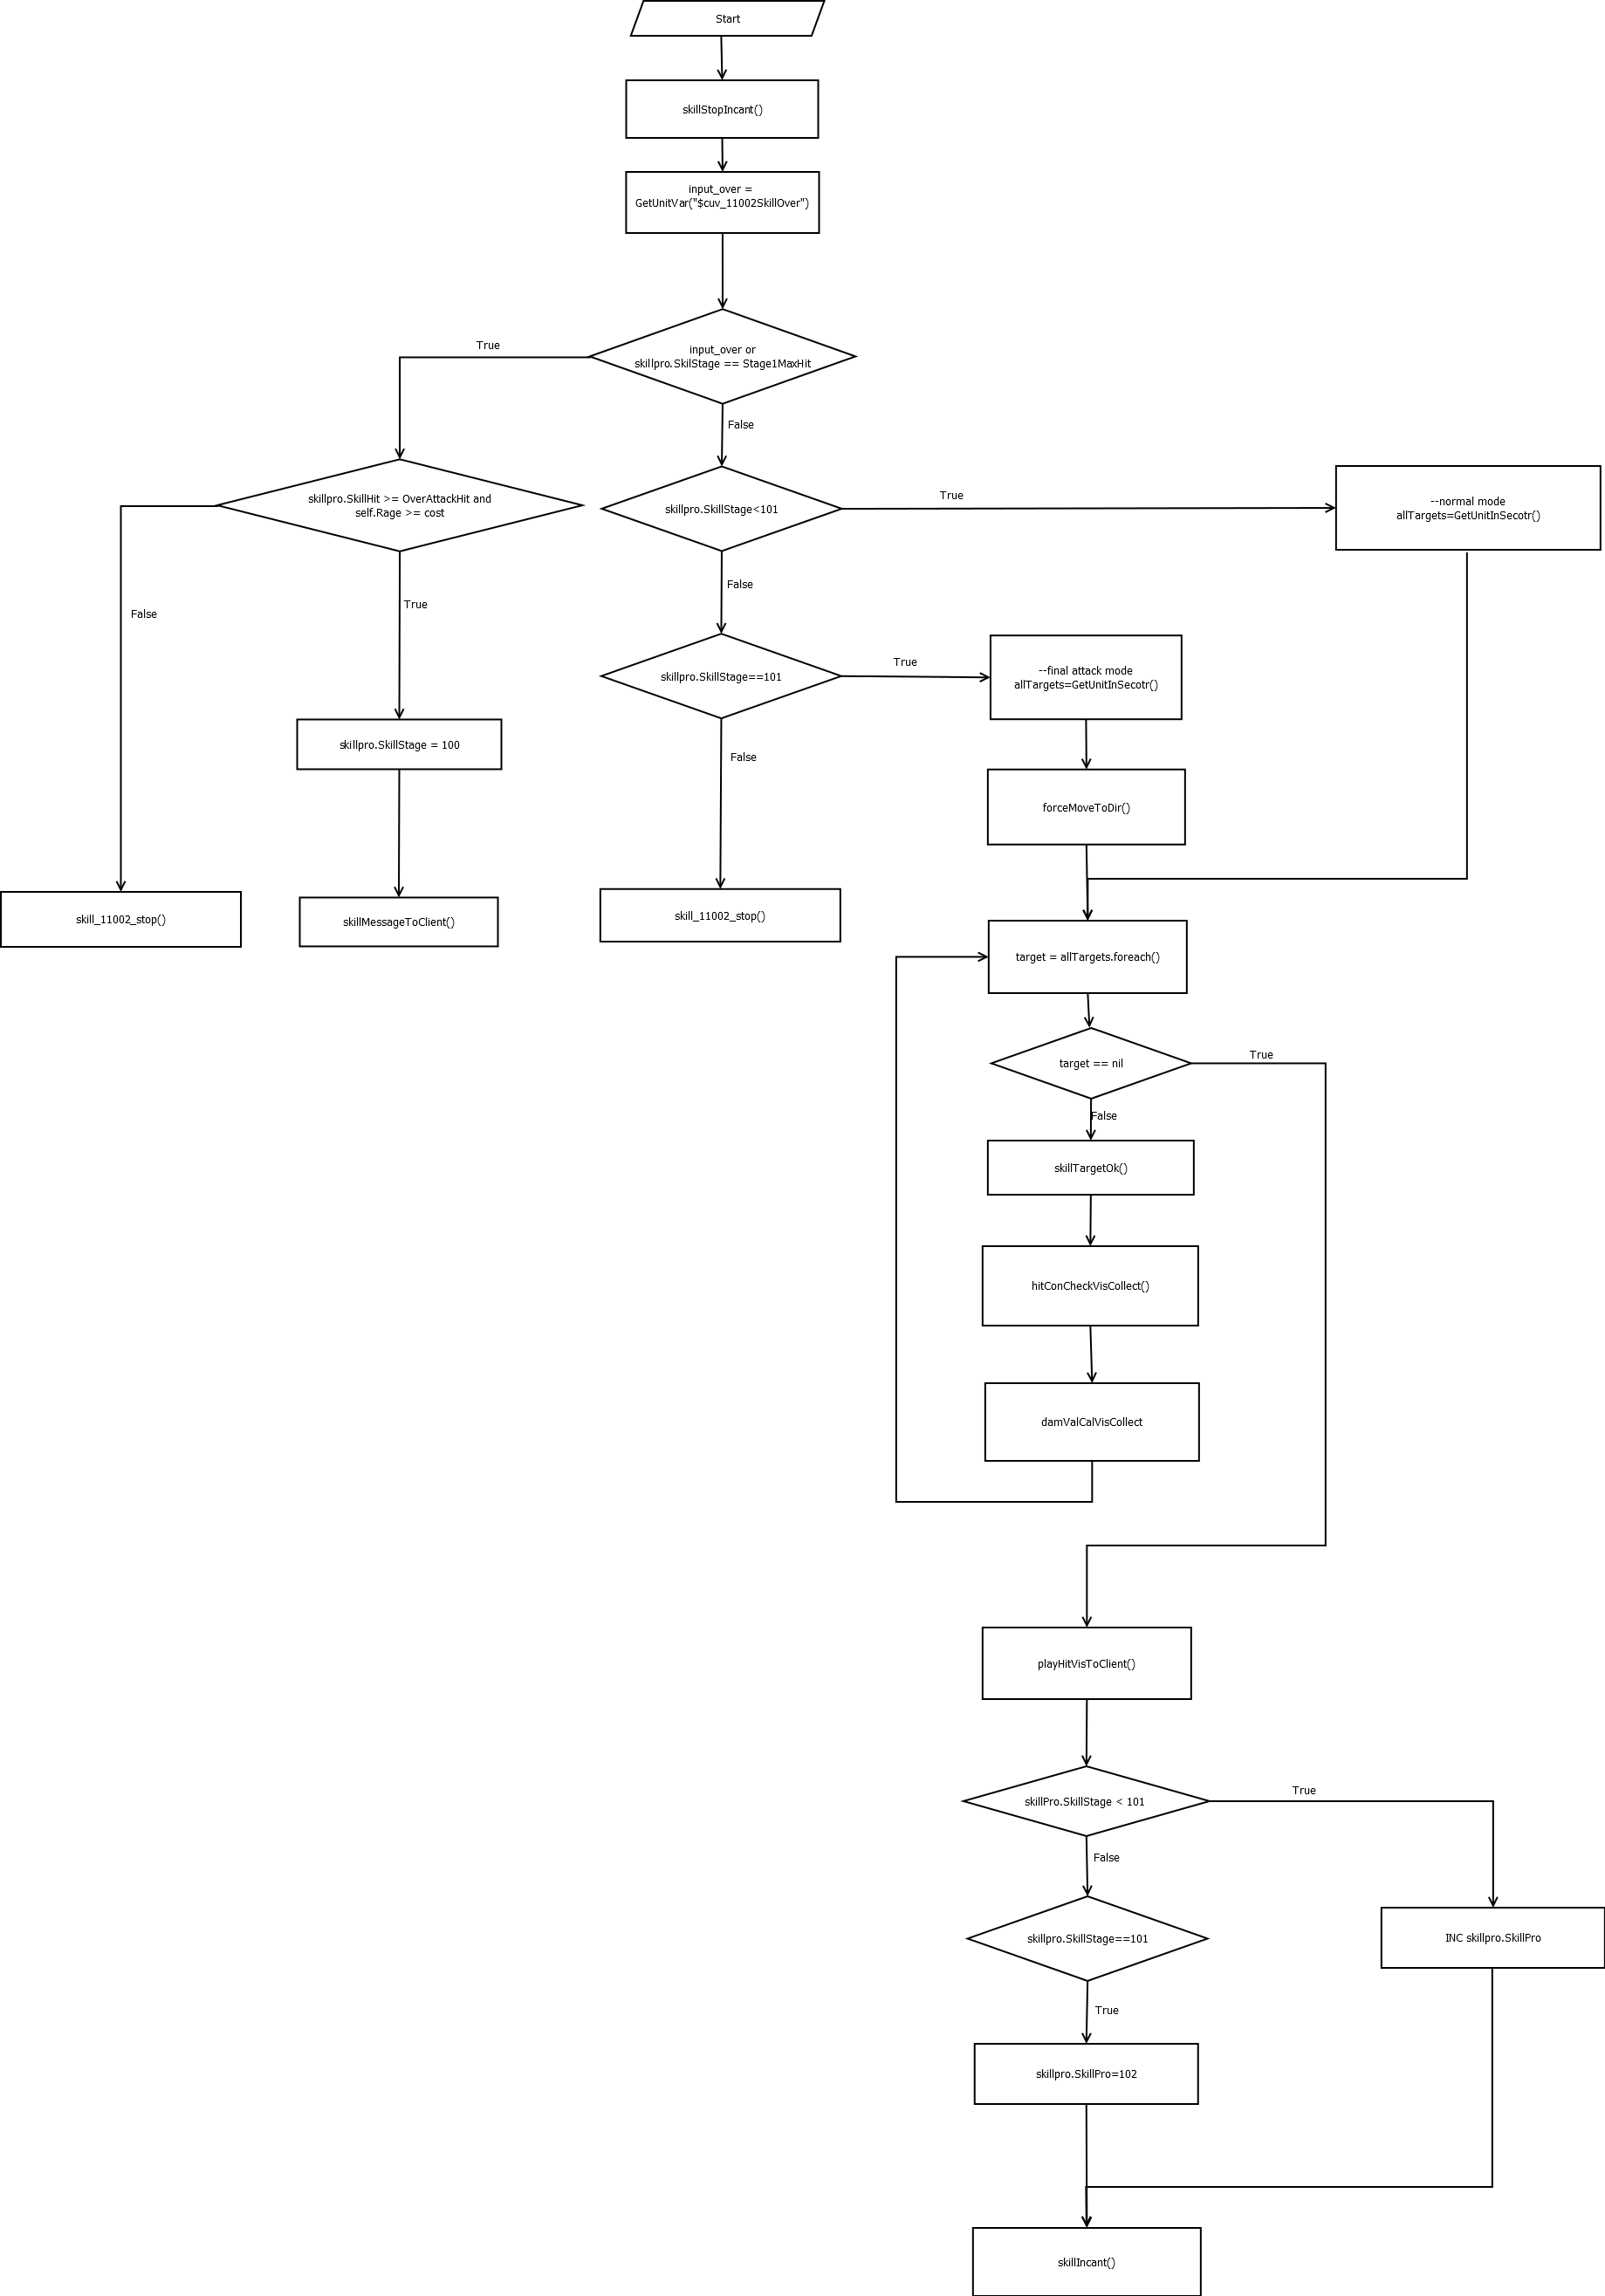 Start
skillStopIncant()
input_over =
GetUnitVar("$cuv_11002SkillOver")
True
input_over or
skillpro.SkilStage == Stage1MaxHit
False
skillpro.SkillHit >= OverAttackHit and
self.Rage >= cost
skillpro.SkillStage<101
True
--normal mode
allTargets=GetUnitInSecotr()
False
True
False
skillpro.SkillStage==101
True
--final attack mode
allTargets=GetUnitInSecotr()
skillpro.SkillStage = 100
False
forceMoveToDir()
skill_11002_stop()
skillMessageToClient()
skill_11002_stop()
target = allTargets.foreach()
target == nil
True
False
skillTargetOk()
hitConCheckVisCollect()
damValCalVisCollect
playHitVisToClient()
skillPro.SkillStage < 101
True
False
skillpro.SkillStage==101
INC skillpro.SkillPro
True
skillpro.SkillPro=102
skillIncant()